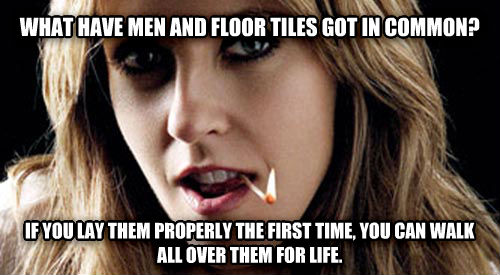 WHAT HAVE MEN AND FLOOR TILES GOT IN COMMON?
IF YOU LAY THEM PROPERLY THE FIRST TIME, YOU CAN WALK
ALL OVER THEM FOR LIFE.